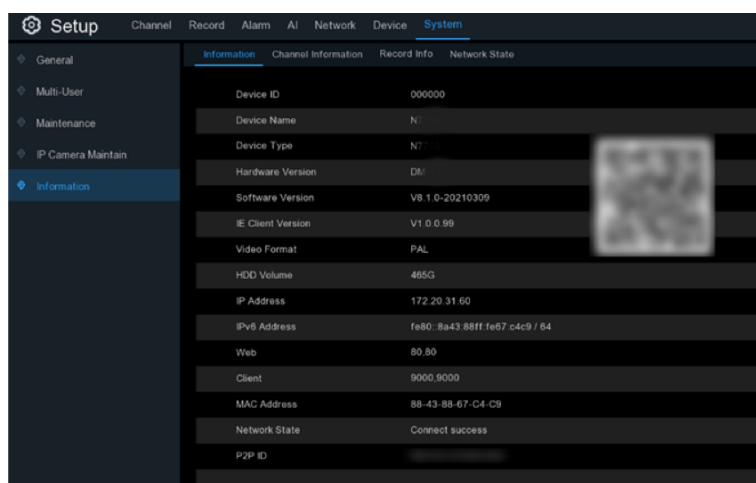 Setup Channel Record Alarm AI Network Device System
Information Channel Information Record Info Network State
General
Multi-User
Maintenance
IP Camera Maintain
Information
Device ID 000000
Device Name
Device Type
Hardware Version DM
Software Version V8.1.0-20210309
IE Client Version V1.0.0.99
Video Format PAL
HDD Volume 465G
IP Address 172.20.31.60
IPv6 Address fe80::8a43:88ff:fe67:c4c9 / 64
Web 80,80
Client 9000,9000
MAC Address 88-43-88-67-C4-C9
Network State Connect success
P2P ID